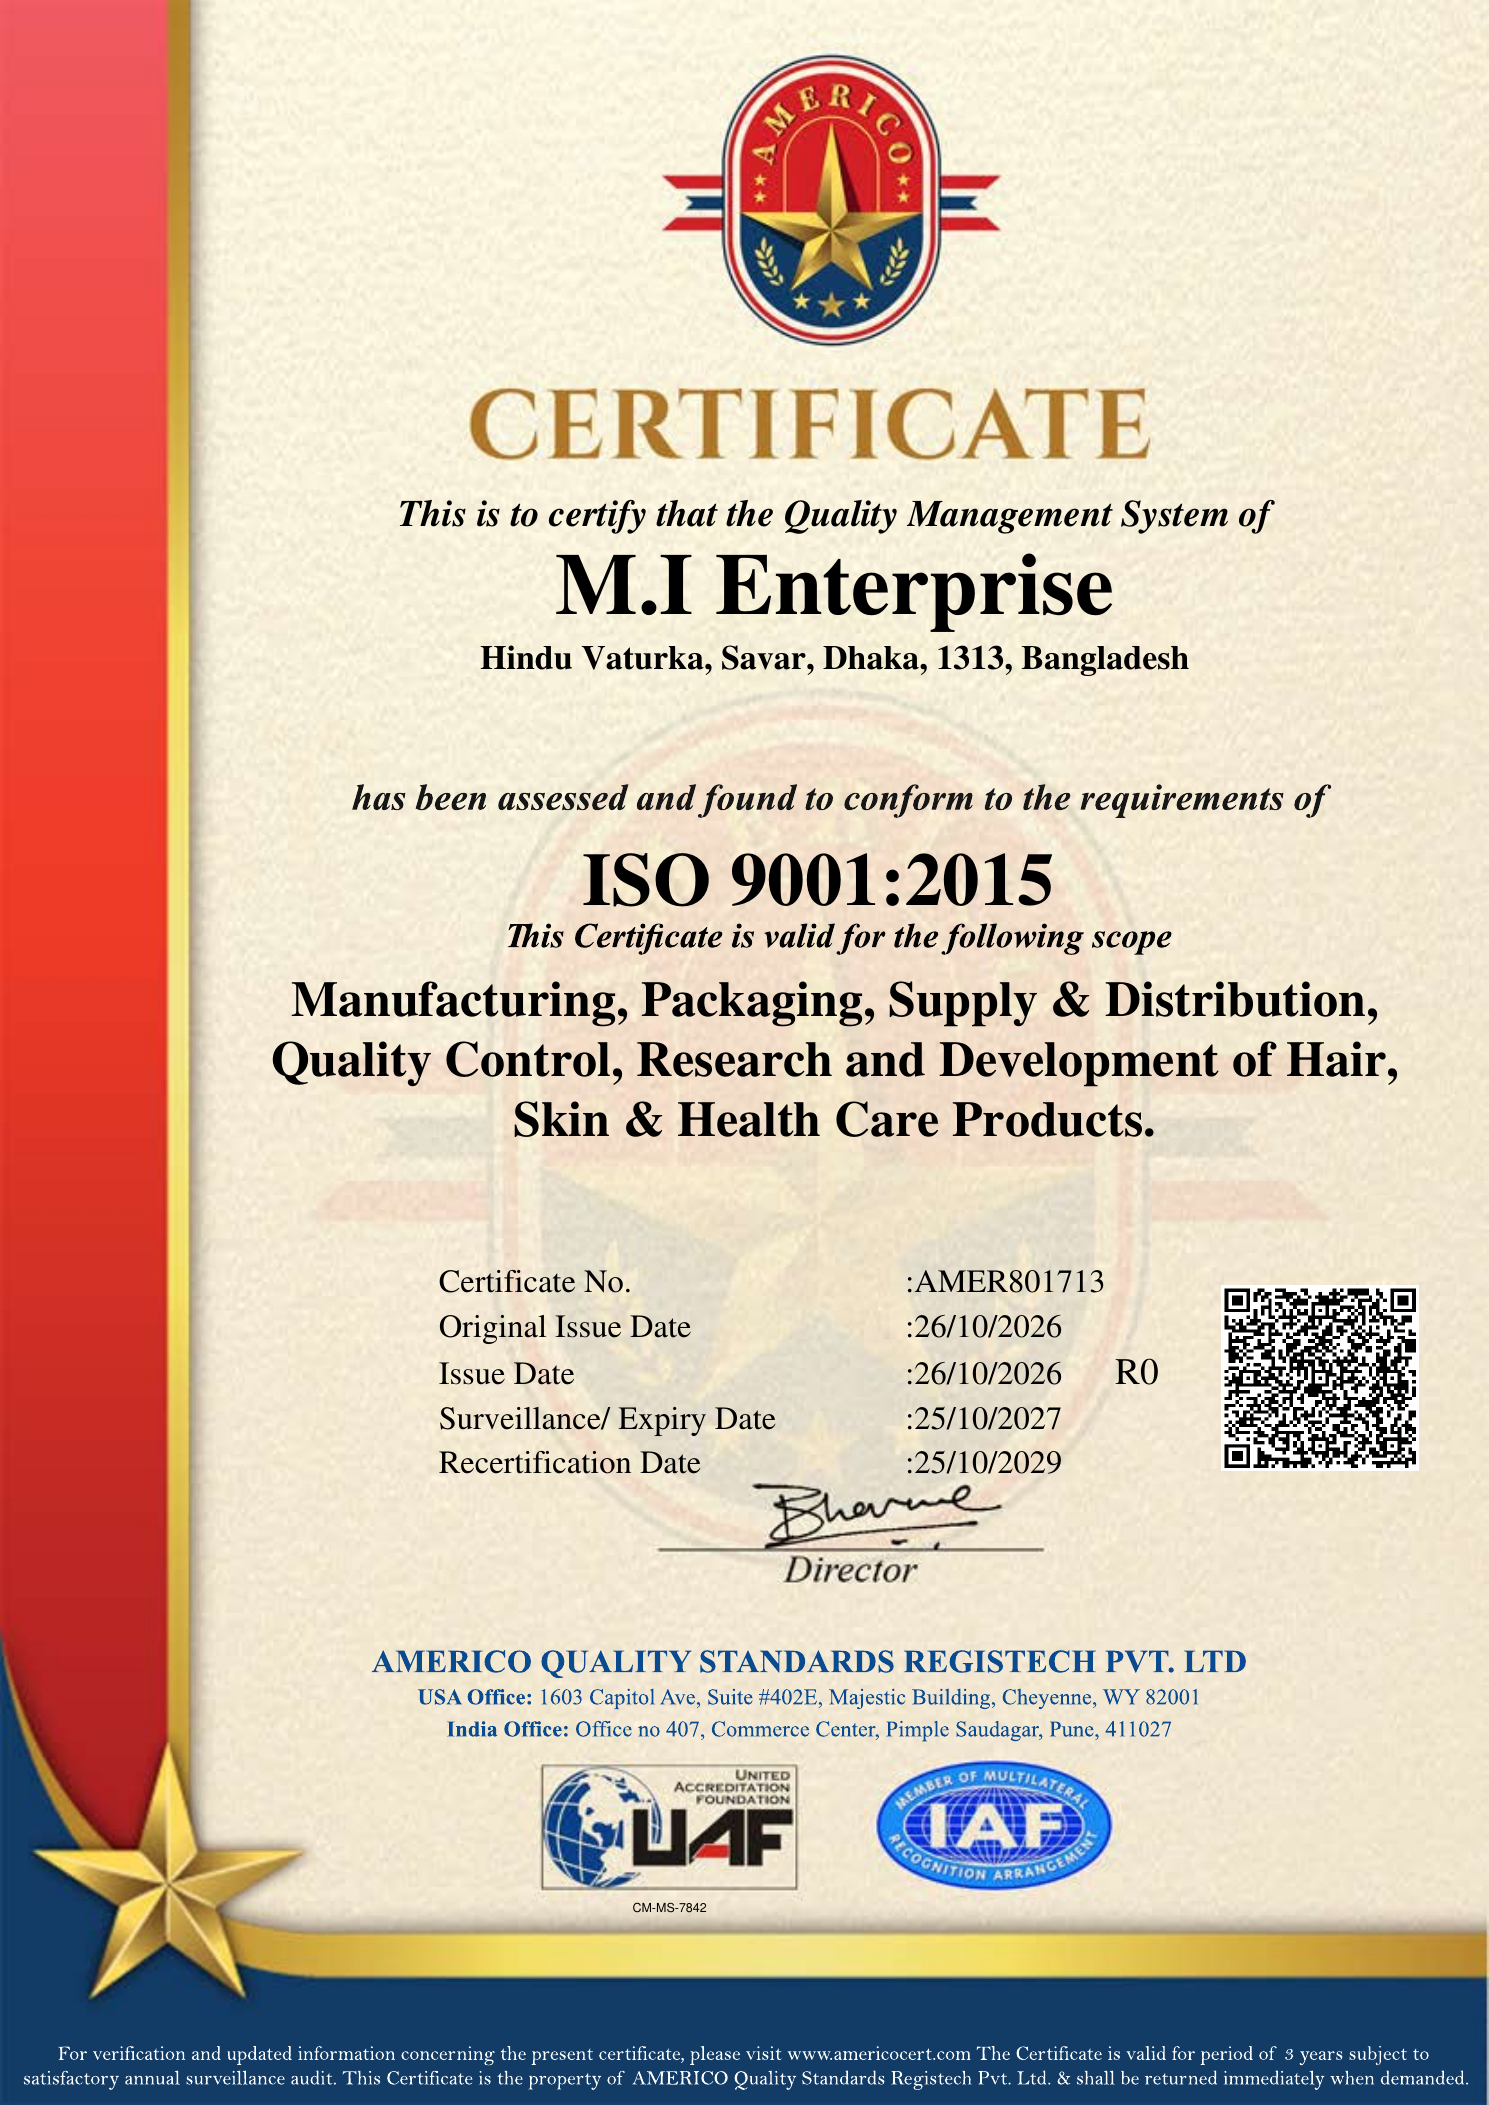 AMERICO
CERTIFICATE
This is to certify that the Quality Management System of
M.I Enterprise
Hindu Vaturka, Savar, Dhaka, 1313, Bangladesh
has been assessed and found to conform to the requirements of
ISO 9001:2015
This Certificate is valid for the following scope
Manufacturing, Packaging, Supply & Distribution,
Quality Control, Research and Development of Hair,
Skin & Health Care Products.
Certificate No. :AMER801713
Original Issue Date :26/10/2026
Issue Date :26/10/2026 R0
Surveillance/ Expiry Date :25/10/2027
Recertification Date :25/10/2029
Director
AMERICO QUALITY STANDARDS REGISTECH PVT. LTD
USA Office: 1603 Capitol Ave, Suite #402E, Majestic Building, Cheyenne, WY 82001
India Office: Office no 407, Commerce Center, Pimple Saudagar, Pune, 411027
UNITED
ACCREDITATION
FOUNDATION
UAF
CM-MS-7842
MEMBER OF MULTILATERAL
IAF
RECOGNITION ARRANGEMENT
For verification and updated information concerning the present certificate, please visit www.americocert.com The Certificate is valid for period of 3 years subject to
satisfactory annual surveillance audit. This Certificate is the property of AMERICO Quality Standards Registech Pvt. Ltd. & shall be returned immediately when demanded.